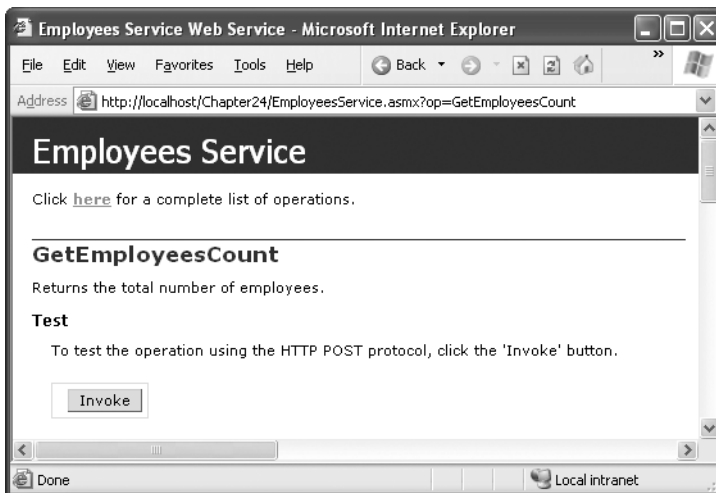 Employees Service Web Service - Microsoft Internet Explorer
File Edit View Favorites Tools Help Back »
Address http://localhost/Chapter24/EmployeesService.asmx?op=GetEmployeesCount
Employees Service
Click here for a complete list of operations.
GetEmployeesCount
Returns the total number of employees.
Test
To test the operation using the HTTP POST protocol, click the 'Invoke' button.
Invoke
Done Local intranet